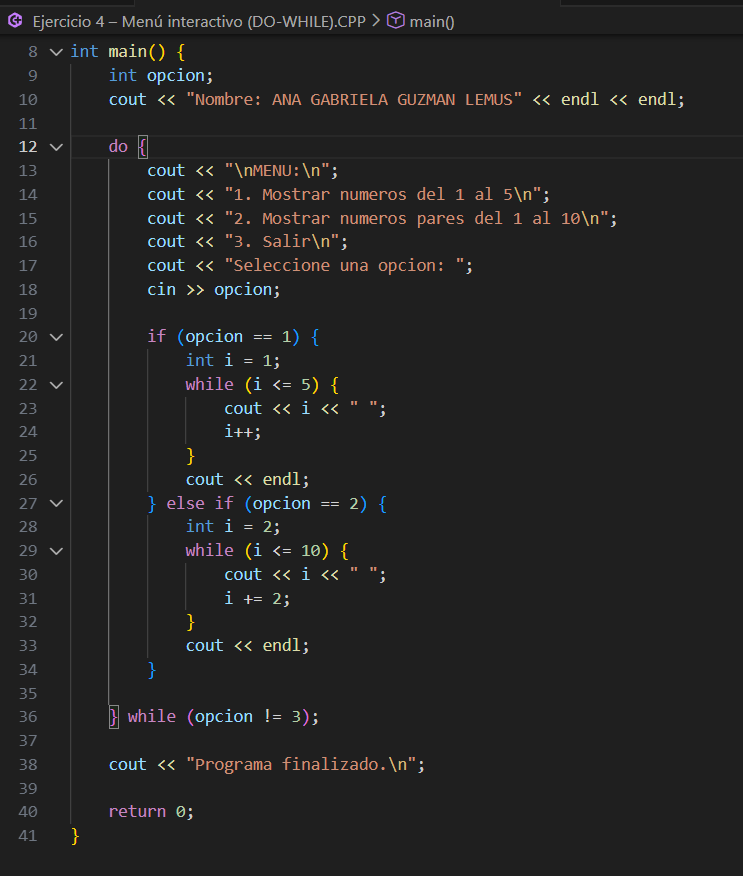 Ejercicio 4 – Menú interactivo (DO-WHILE).CPP > main()
8 int main() {
9 int opcion;
10 cout << "Nombre: ANA GABRIELA GUZMAN LEMUS" << endl << endl;
11
12 do {
13 cout << "\nMENU:\n";
14 cout << "1. Mostrar numeros del 1 al 5\n";
15 cout << "2. Mostrar numeros pares del 1 al 10\n";
16 cout << "3. Salir\n";
17 cout << "Seleccione una opcion: ";
18 cin >> opcion;
19
20 if (opcion == 1) {
21 int i = 1;
22 while (i <= 5) {
23 cout << i << " ";
24 i++;
25 }
26 cout << endl;
27 } else if (opcion == 2) {
28 int i = 2;
29 while (i <= 10) {
30 cout << i << " ";
31 i += 2;
32 }
33 cout << endl;
34 }
35
36 } while (opcion != 3);
37
38 cout << "Programa finalizado.\n";
39
40 return 0;
41 }